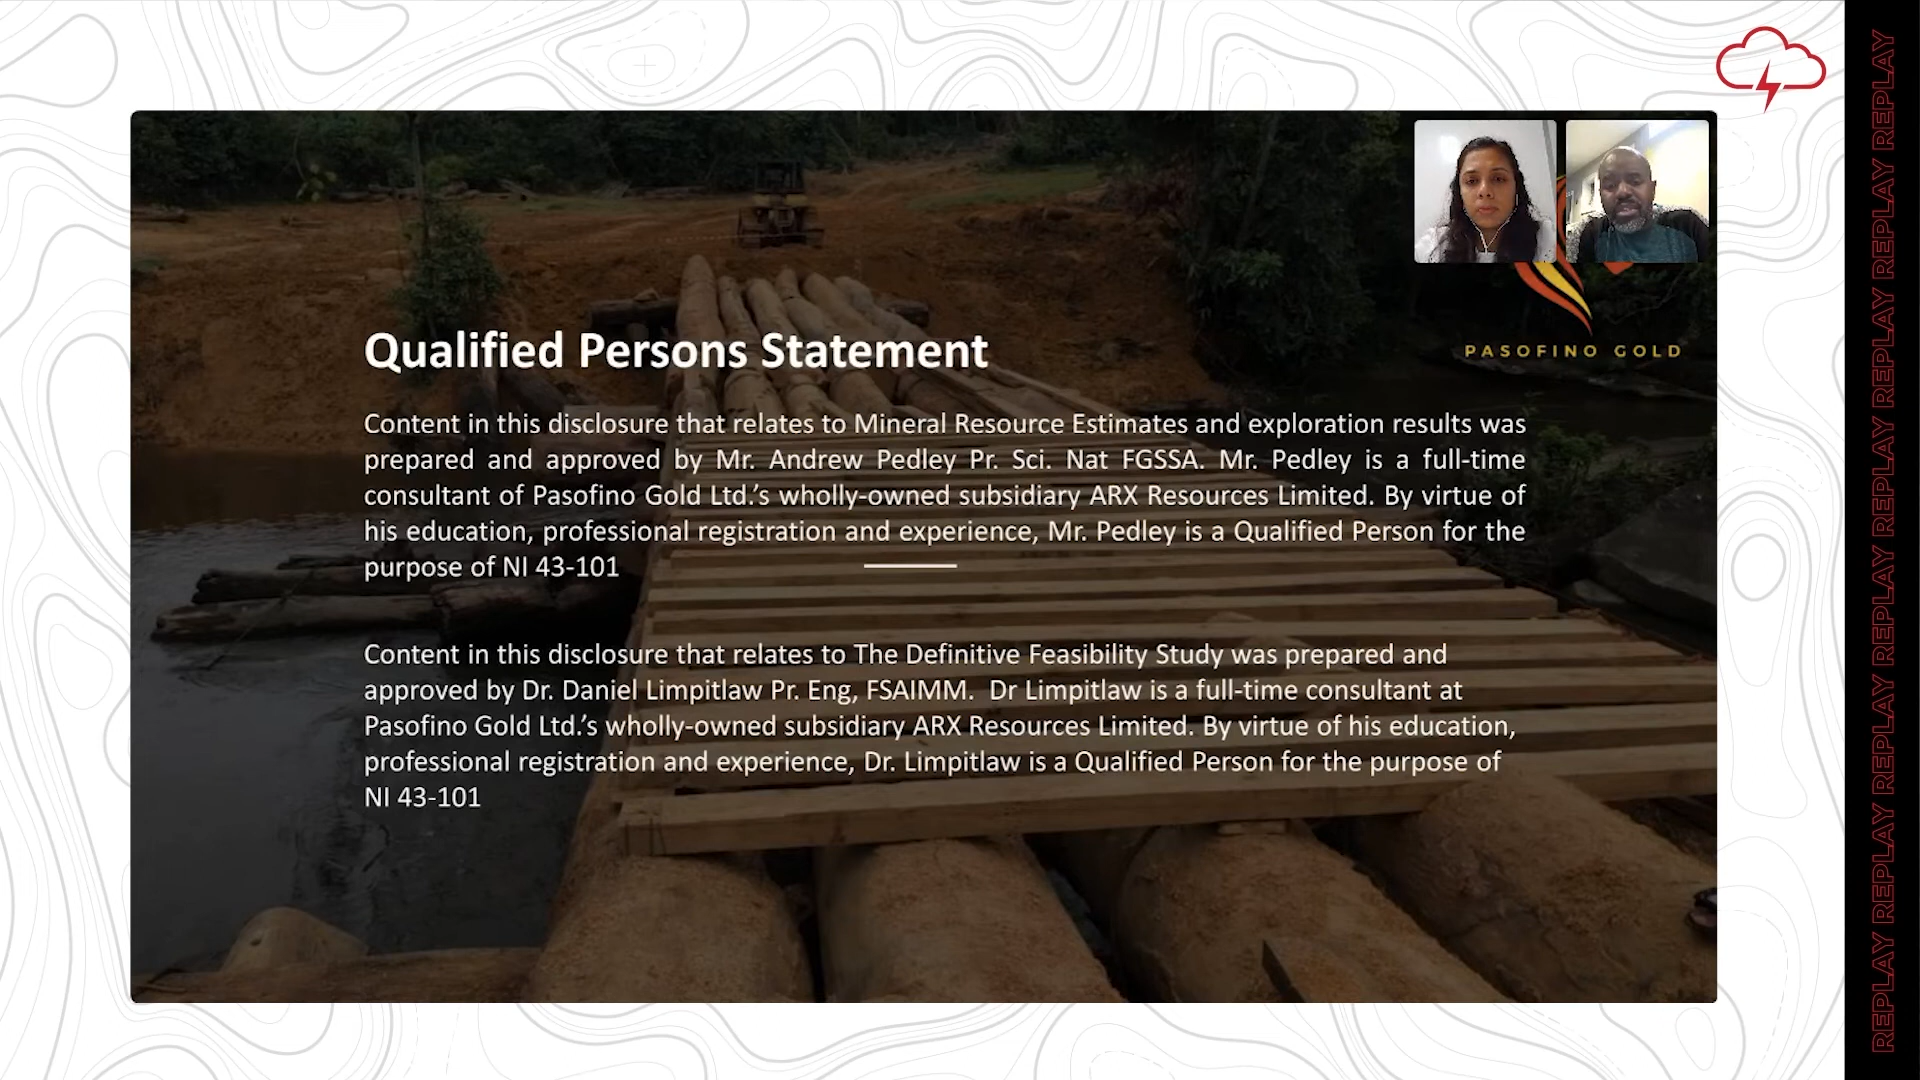 PASOFINO GOLD
Qualified Persons Statement
Content in this disclosure that relates to Mineral Resource Estimates and exploration results was
prepared and approved by Mr. Andrew Pedley Pr. Sci. Nat FGSSA. Mr. Pedley is a full-time
consultant of Pasofino Gold Ltd.’s wholly-owned subsidiary ARX Resources Limited. By virtue of
his education, professional registration and experience, Mr. Pedley is a Qualified Person for the
purpose of NI 43-101
Content in this disclosure that relates to The Definitive Feasibility Study was prepared and
approved by Dr. Daniel Limpitlaw Pr. Eng, FSAIMM.  Dr Limpitlaw is a full-time consultant at
Pasofino Gold Ltd.’s wholly-owned subsidiary ARX Resources Limited. By virtue of his education,
professional registration and experience, Dr. Limpitlaw is a Qualified Person for the purpose of
NI 43-101
REPLAY REPLAY REPLAY REPLAY REPLAY REPLAY REPLAY REPLAY REPLAY REPLAY REPLAY